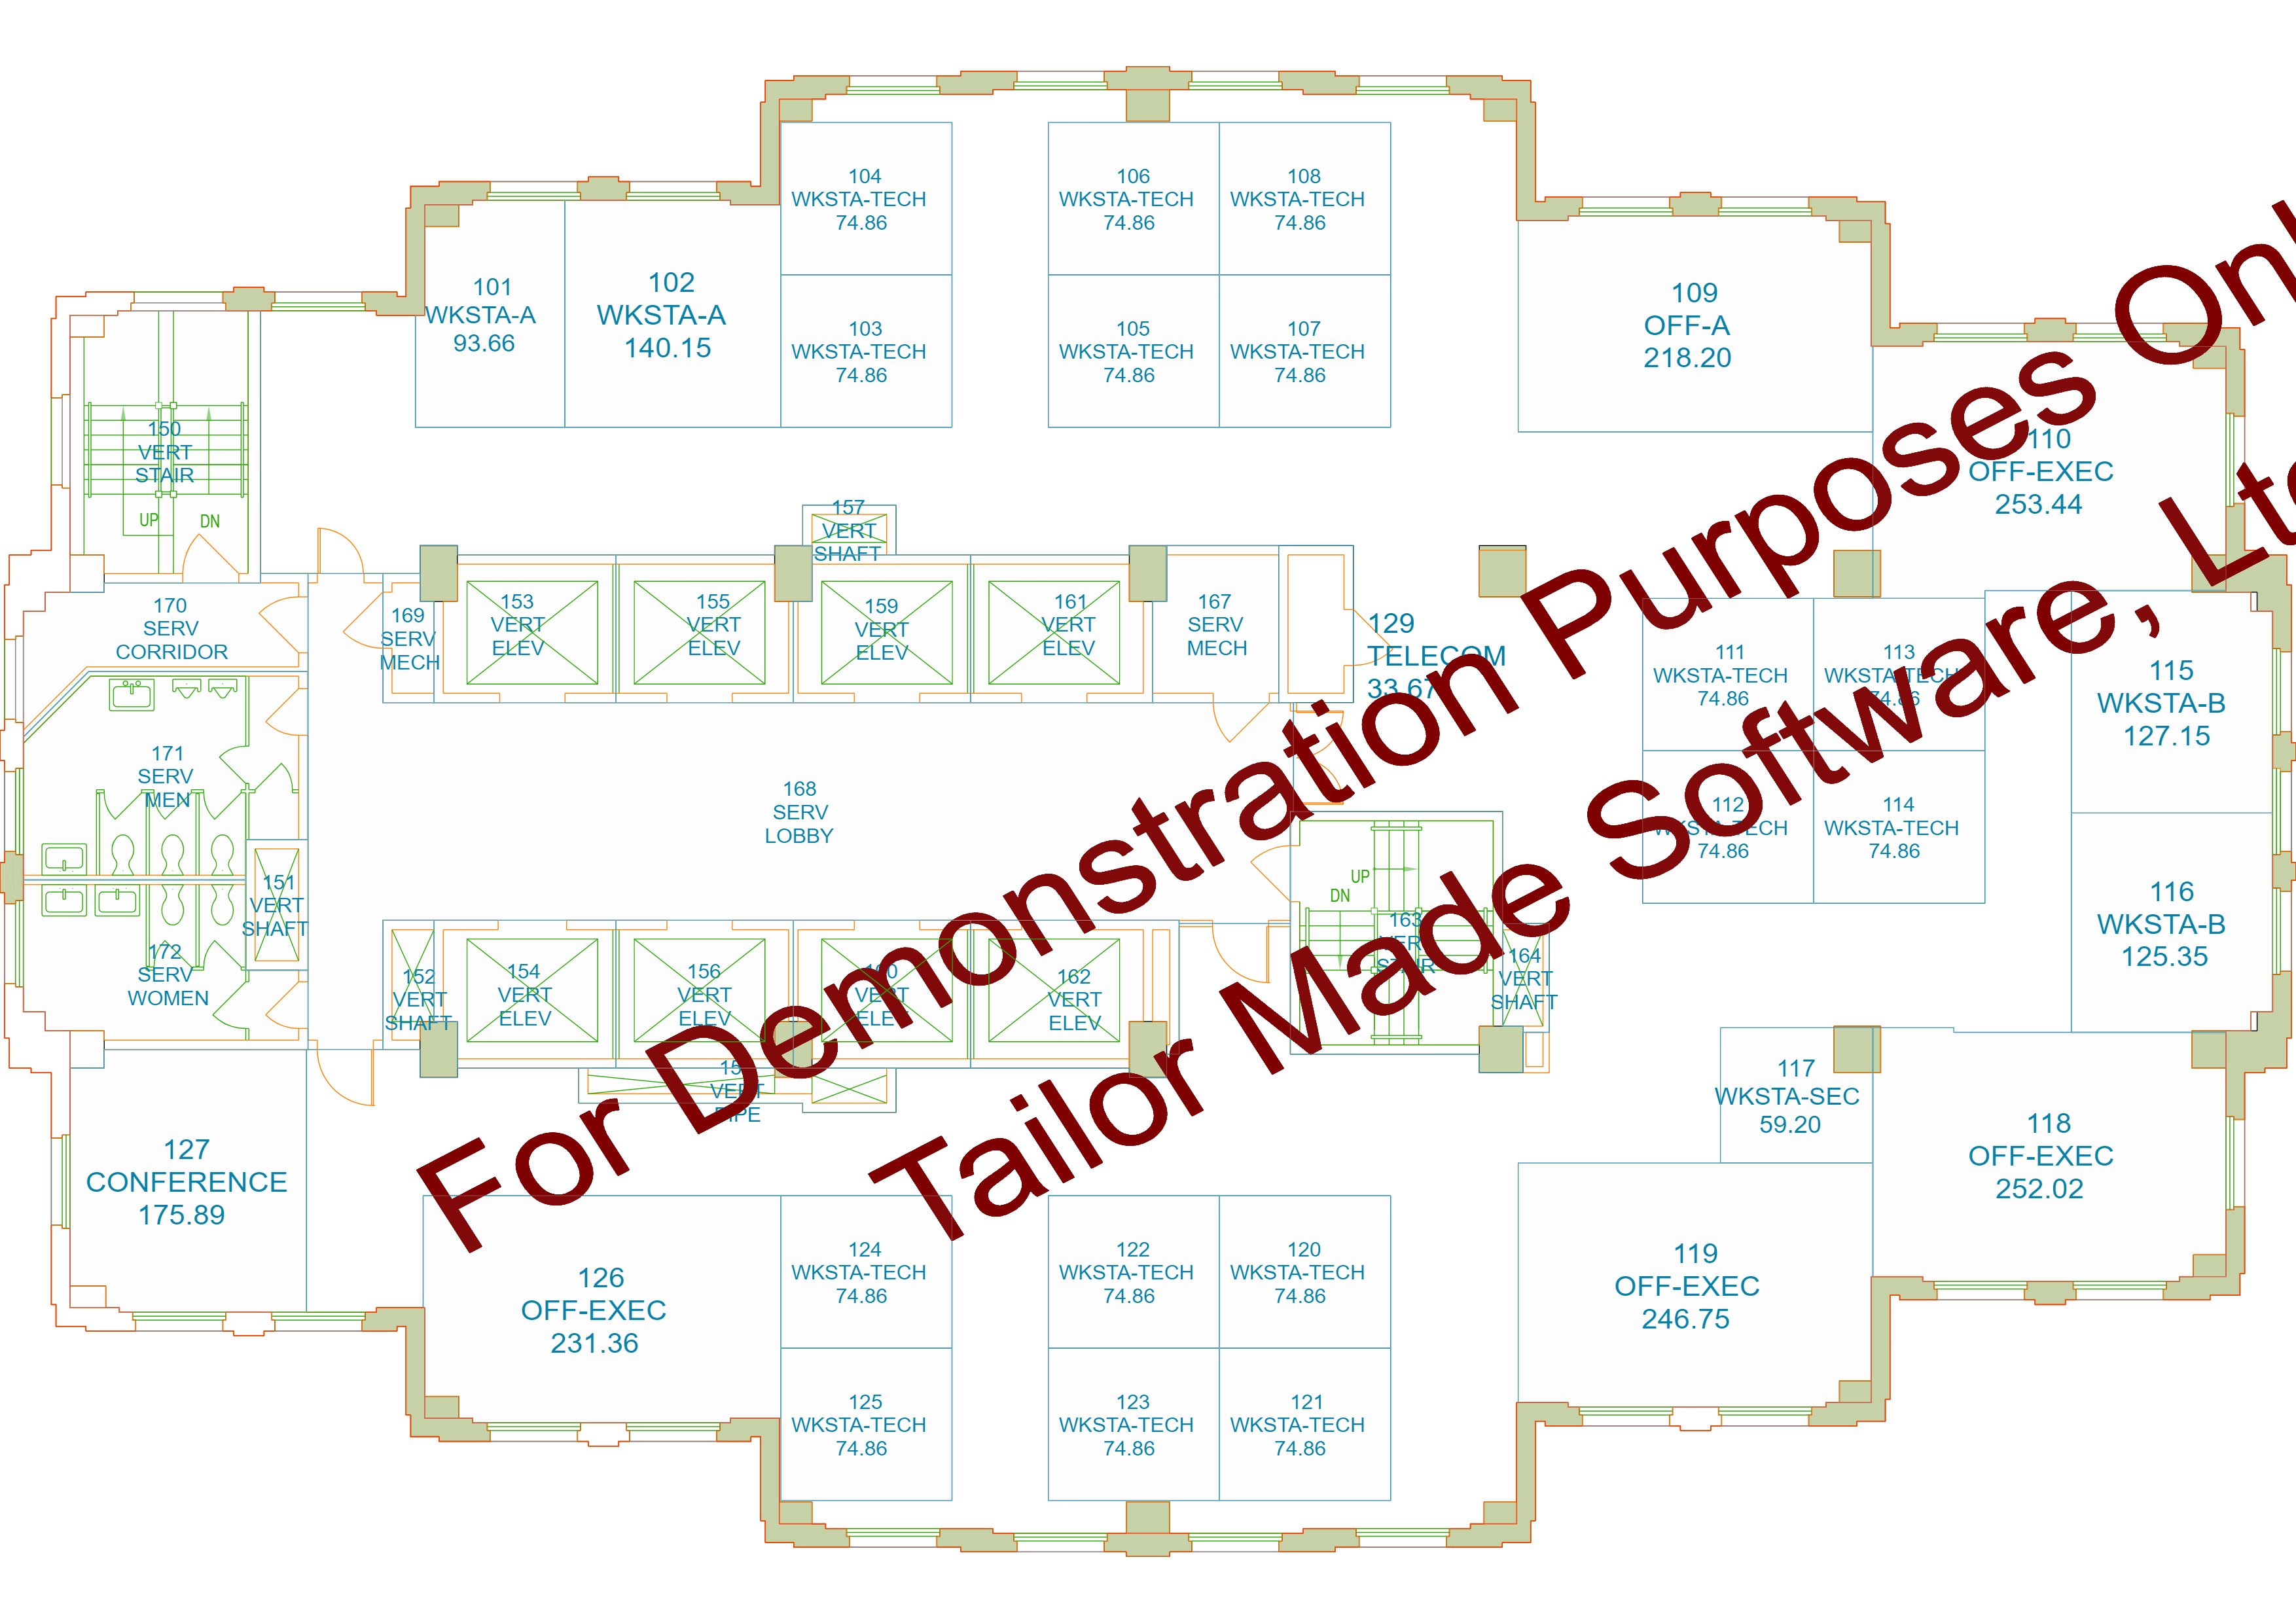 104
WKSTA-TECH
74.86
106
WKSTA-TECH
74.86
108
WKSTA-TECH
74.86
101
WKSTA-A
93.66
102
WKSTA-A
140.15
103
WKSTA-TECH
74.86
105
WKSTA-TECH
74.86
107
WKSTA-TECH
74.86
109
OFF-A
218.20
110
OFF-EXEC
253.44
150
VERT
STAIR
UP
DN
157
VERT
SHAFT
170
SERV
CORRIDOR
169
SERV
MECH
153
VERT
ELEV
155
VERT
ELEV
159
VERT
ELEV
161
VERT
ELEV
167
SERV
MECH
129
TELECOM
33.67
111
WKSTA-TECH
74.86
113
WKSTA-TECH
74.86
115
WKSTA-B
127.15
171
SERV
MEN
168
SERV
LOBBY
112
WKSTA-TECH
74.86
114
WKSTA-TECH
74.86
116
WKSTA-B
125.35
151
VERT
SHAFT
172
SERV
WOMEN
152
VERT
SHAFT
154
VERT
ELEV
156
VERT
ELEV
160
VERT
ELEV
162
VERT
ELEV
UP
DN
163
VERT
STAIR
164
VERT
SHAFT
VERT
PIPE
117
WKSTA-SEC
59.20
118
OFF-EXEC
252.02
127
CONFERENCE
175.89
126
OFF-EXEC
231.36
124
WKSTA-TECH
74.86
122
WKSTA-TECH
74.86
120
WKSTA-TECH
74.86
119
OFF-EXEC
246.75
125
WKSTA-TECH
74.86
123
WKSTA-TECH
74.86
121
WKSTA-TECH
74.86
For Demonstration Purposes Onl
Tailor Made Software, Ltd